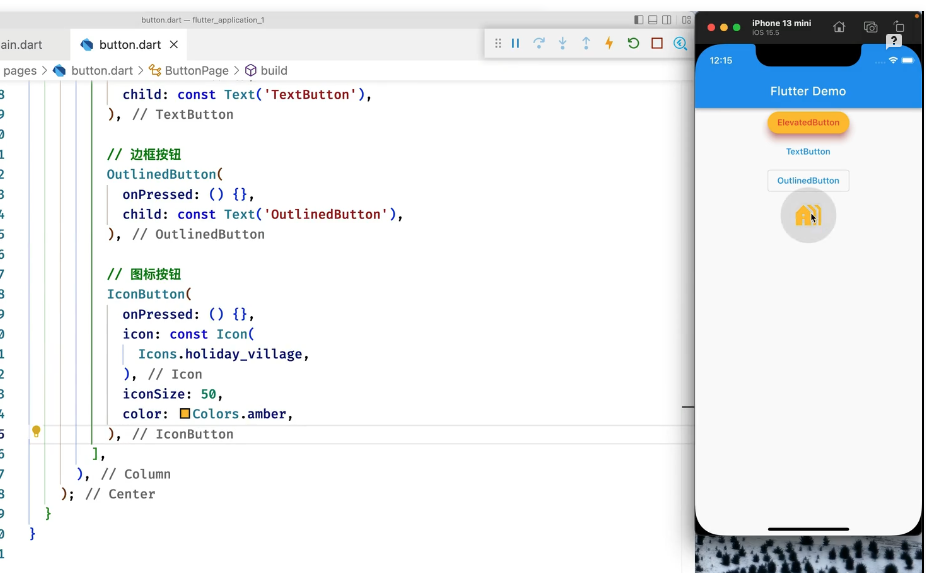 button.dart — flutter_application_1
ain.dart
button.dart
pages > button.dart > ButtonPage > build
8 child: const Text('TextButton'),
9 ), // TextButton
0
1 // 边框按钮
2 OutlinedButton(
3 onPressed: () {},
4 child: const Text('OutlinedButton'),
5 ), // OutlinedButton
6
7 // 图标按钮
8 IconButton(
9 onPressed: () {},
0 icon: const Icon(
1 Icons.holiday_village,
2 ), // Icon
3 iconSize: 50,
4 color: Colors.amber,
5 ), // IconButton
6 ],
7 ), // Column
8 ); // Center
9 }
0 }
1
iPhone 13 mini
iOS 15.5
?
12:15
Flutter Demo
ElevatedButton
TextButton
OutlinedButton